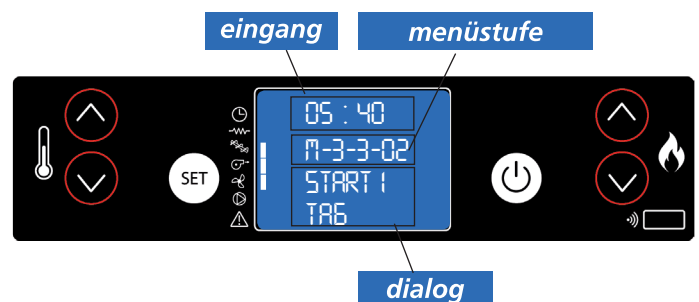 eingang
menüstufe
05 : 40
M-3-3-02
SET
START 1
TAG
dialog